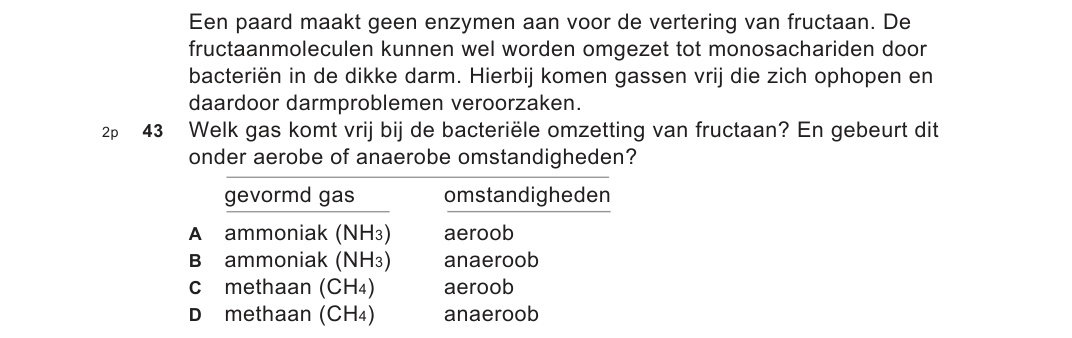 Een paard maakt geen enzymen aan voor de vertering van fructaan. De
fructaanmoleculen kunnen wel worden omgezet tot monosachariden door
bacteriën in de dikke darm. Hierbij komen gassen vrij die zich ophopen en
daardoor darmproblemen veroorzaken.
2p 43 Welk gas komt vrij bij de bacteriële omzetting van fructaan? En gebeurt dit
onder aerobe of anaerobe omstandigheden?
gevormd gas omstandigheden
A ammoniak (NH3) aeroob
B ammoniak (NH3) anaeroob
C methaan (CH4) aeroob
D methaan (CH4) anaeroob